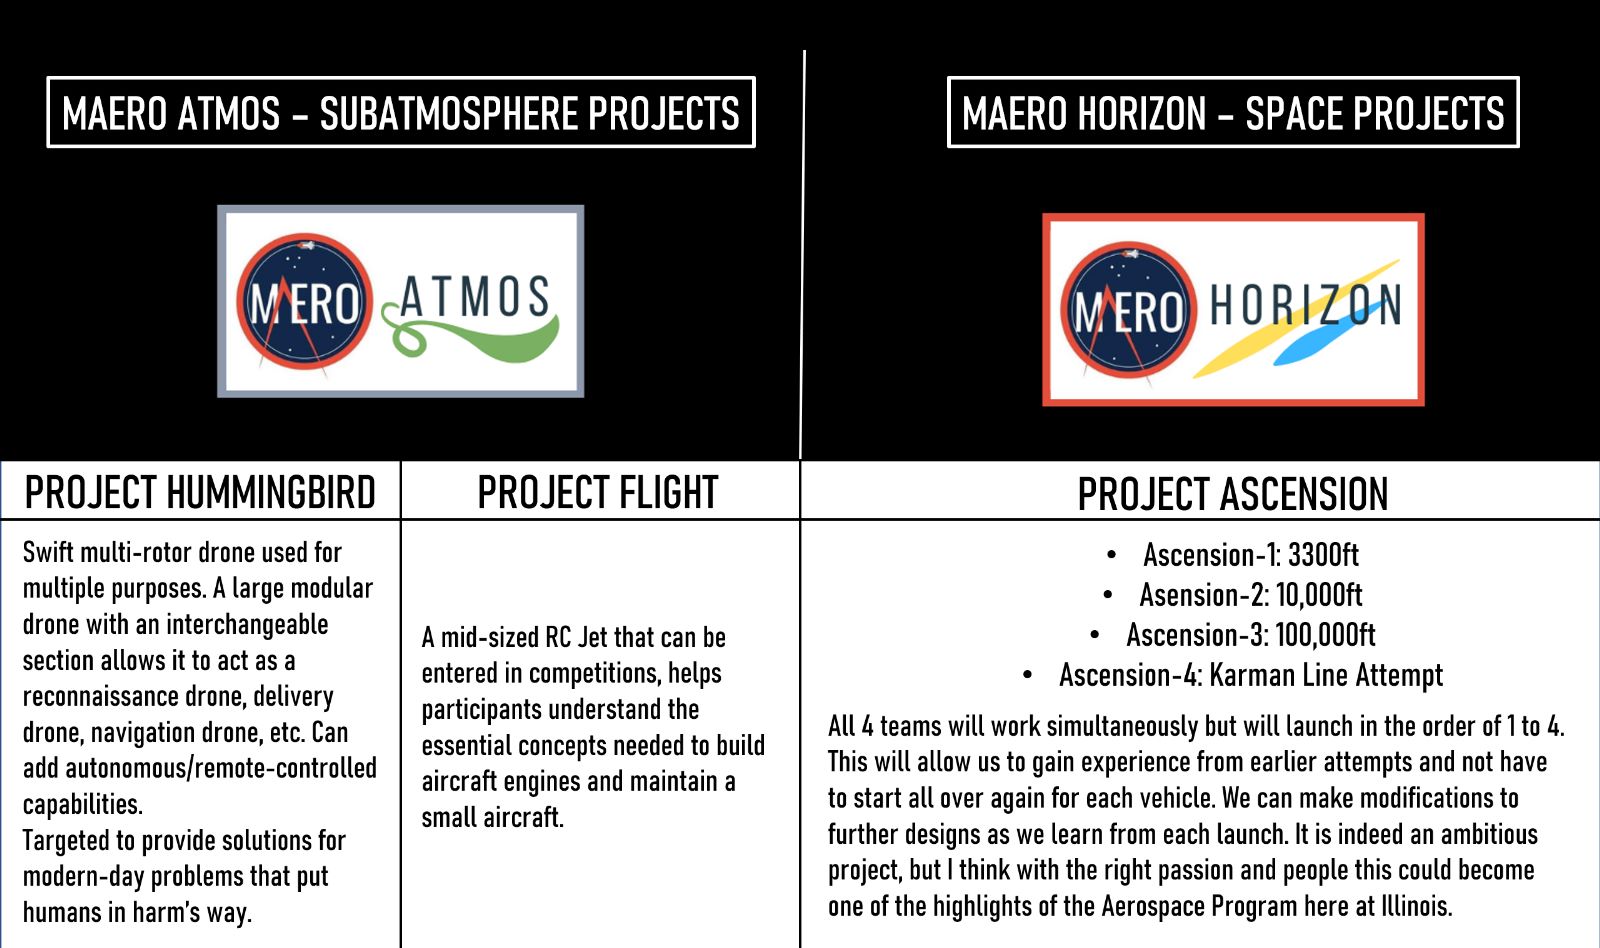 MAERO ATMOS – SUBATMOSPHERE PROJECTS
MAERO ATMOS
PROJECT HUMMINGBIRD
Swift multi-rotor drone used for
multiple purposes. A large modular
drone with an interchangeable
section allows it to act as a
reconnaissance drone, delivery
drone, navigation drone, etc. Can
add autonomous/remote-controlled
capabilities.
Targeted to provide solutions for
modern-day problems that put
humans in harm's way.
PROJECT FLIGHT
A mid-sized RC Jet that can be
entered in competitions, helps
participants understand the
essential concepts needed to build
aircraft engines and maintain a
small aircraft.
MAERO HORIZON – SPACE PROJECTS
MAERO HORIZON
PROJECT ASCENSION
• Ascension-1: 3300ft
• Asension-2: 10,000ft
• Ascension-3: 100,000ft
• Ascension-4: Karman Line Attempt
All 4 teams will work simultaneously but will launch in the order of 1 to 4.
This will allow us to gain experience from earlier attempts and not have
to start all over again for each vehicle. We can make modifications to
further designs as we learn from each launch. It is indeed an ambitious
project, but I think with the right passion and people this could become
one of the highlights of the Aerospace Program here at Illinois.